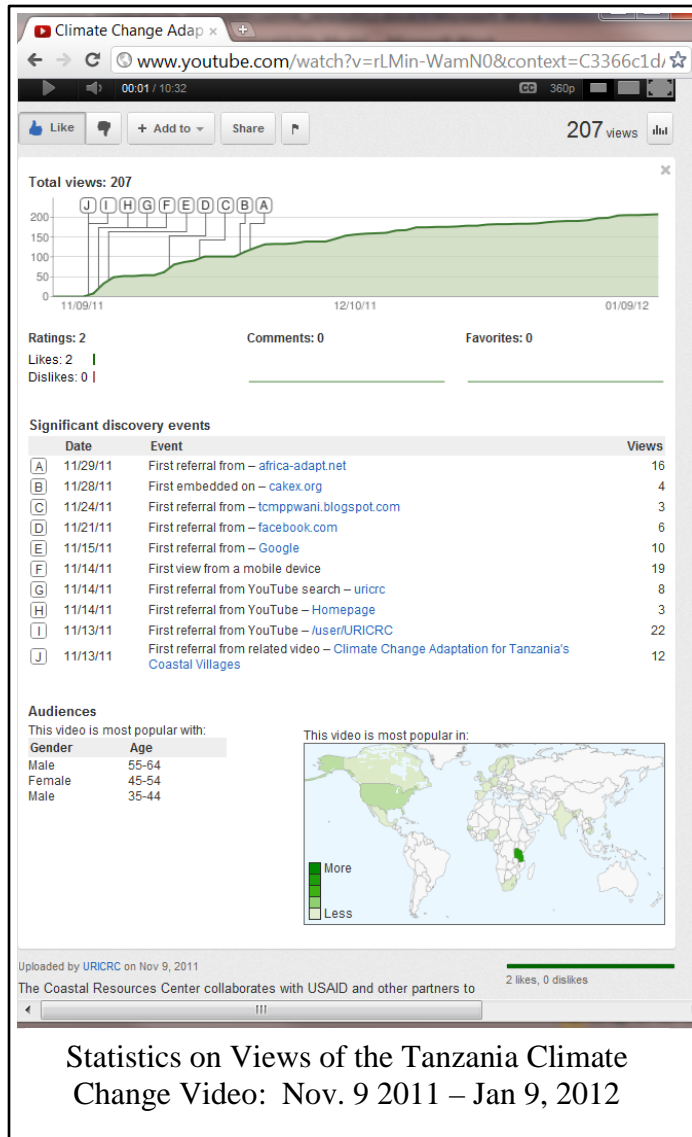 Climate Change Adap ×
www.youtube.com/watch?v=rLMin-WamN0&context=C3366c1d
00:01 / 10:32 CC 360p
Like + Add to Share 207 views
Total views: 207
J I H G F E D C B A
200
150
100
50
0
11/09/11 12/10/11 01/09/12
Ratings: 2 Comments: 0 Favorites: 0
Likes: 2
Dislikes: 0
Significant discovery events
Date Event Views
A 11/29/11 First referral from – africa-adapt.net 16
B 11/28/11 First embedded on – cakex.org 4
C 11/24/11 First referral from – tcmppwani.blogspot.com 3
D 11/21/11 First referral from – facebook.com 6
E 11/15/11 First referral from – Google 10
F 11/14/11 First view from a mobile device 19
G 11/14/11 First referral from YouTube search – uricrc 8
H 11/14/11 First referral from YouTube – Homepage 3
I 11/13/11 First referral from YouTube – /user/URICRC 22
J 11/13/11 First referral from related video – Climate Change Adaptation for Tanzania's
Coastal Villages 12
Audiences
This video is most popular with:
Gender Age
Male 55-64
Female 45-54
Male 35-44
This video is most popular in:
More
Less
Uploaded by URICRC on Nov 9, 2011
2 likes, 0 dislikes
The Coastal Resources Center collaborates with USAID and other partners to
Statistics on Views of the Tanzania Climate
Change Video: Nov. 9 2011 – Jan 9, 2012